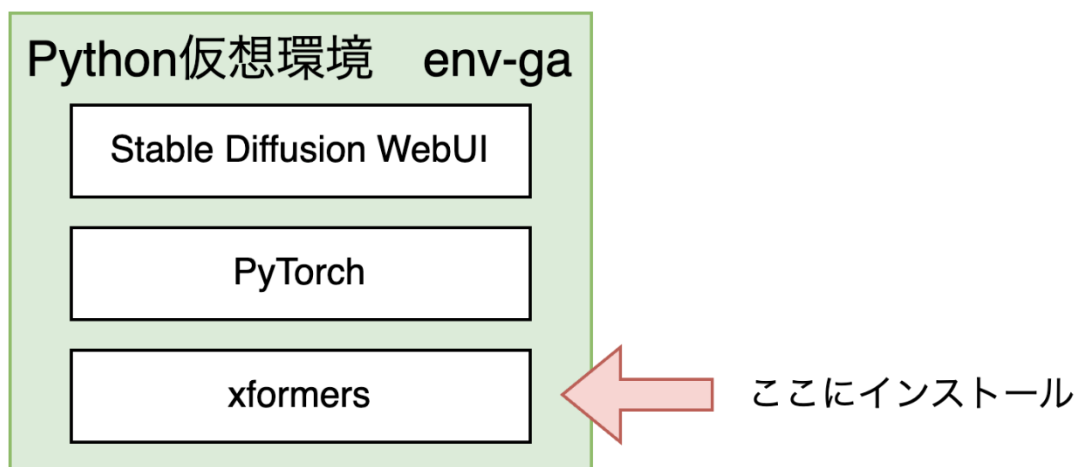 Python仮想環境　env-ga
Stable Diffusion WebUI
PyTorch
xformers
ここにインストール